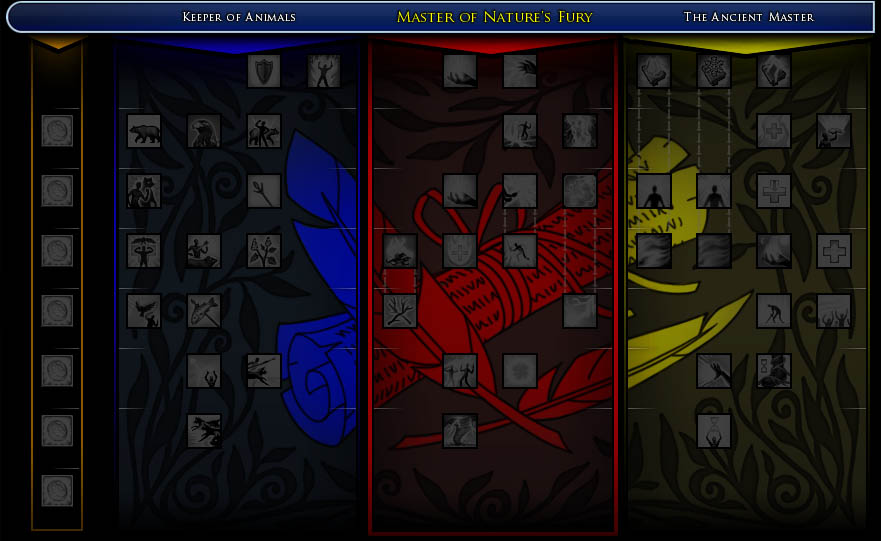 Keeper of Animals
Master of Nature's Fury
The Ancient Master